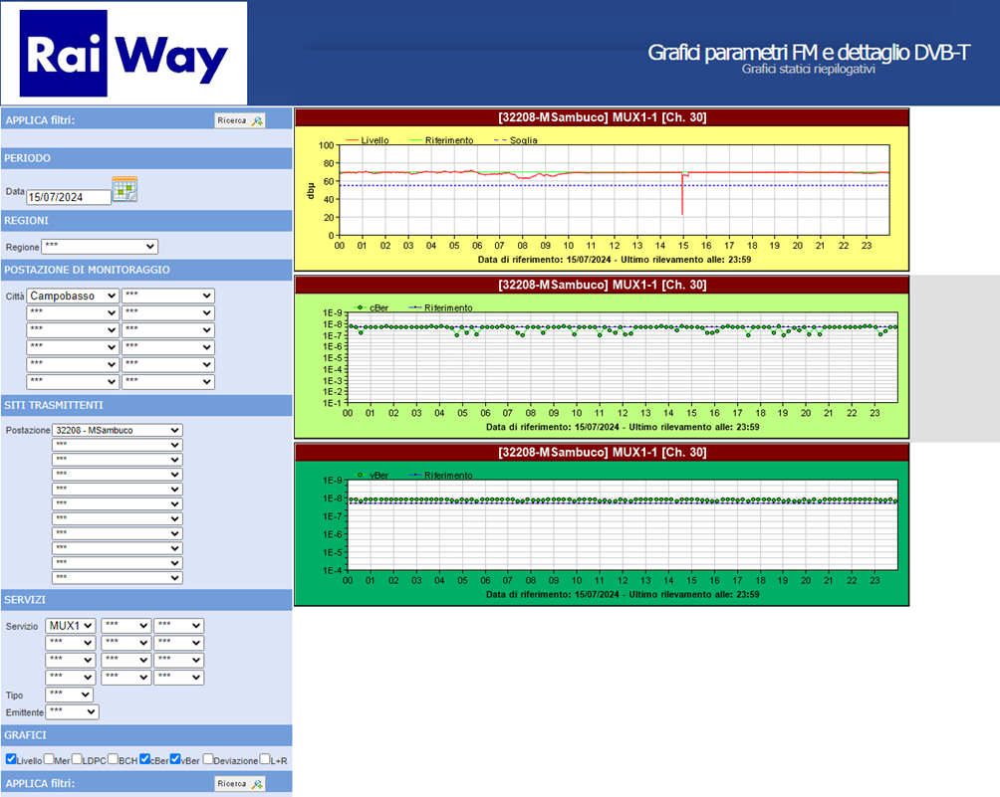 Rai Way
Grafici parametri FM e dettaglio DVB-T
Grafici statici riepilogativi
APPLICA filtri: Ricerca
PERIODO
Data 15/07/2024
REGIONI
Regione ***
POSTAZIONE DI MONITORAGGIO
Città Campobasso ***
*** ***
*** ***
*** ***
*** ***
*** ***
SITI TRASMITTENTI
Postazione 32208 - MSambuco
***
***
***
***
***
***
***
***
***
***
SERVIZI
Servizio MUX1 *** ***
*** *** ***
*** *** ***
*** *** ***
Tipo ***
Emittente ***
GRAFICI
Livello Mer LDPC BCH cBer vBer Deviazione L+R
APPLICA filtri: Ricerca
[32208-MSambuco] MUX1-1 [Ch. 30]
Livello Riferimento Soglia
100
80
60
40
20
0
dbµ
00 01 02 03 04 05 06 07 08 09 10 11 12 13 14 15 16 17 18 19 20 21 22 23
Data di riferimento: 15/07/2024 - Ultimo rilevamento alle: 23:59
[32208-MSambuco] MUX1-1 [Ch. 30]
cBer Riferimento
1E-9
1E-8
1E-7
1E-6
1E-5
1E-4
1E-3
1E-2
1E-1
00 01 02 03 04 05 06 07 08 09 10 11 12 13 14 15 16 17 18 19 20 21 22 23
Data di riferimento: 15/07/2024 - Ultimo rilevamento alle: 23:59
[32208-MSambuco] MUX1-1 [Ch. 30]
vBer Riferimento
1E-9
1E-8
1E-7
1E-6
1E-5
1E-4
00 01 02 03 04 05 06 07 08 09 10 11 12 13 14 15 16 17 18 19 20 21 22 23
Data di riferimento: 15/07/2024 - Ultimo rilevamento alle: 23:59